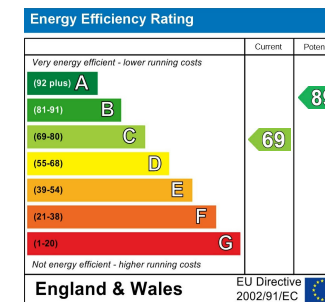 Energy Efficiency Rating
Current
Very energy efficient - lower running costs
(92 plus) A
(81-91) B
(69-80) C
69
(55-68) D
(39-54) E
(21-38) F
(1-20) G
Not energy efficient - higher running costs
England & Wales
EU Directive
2002/91/EC